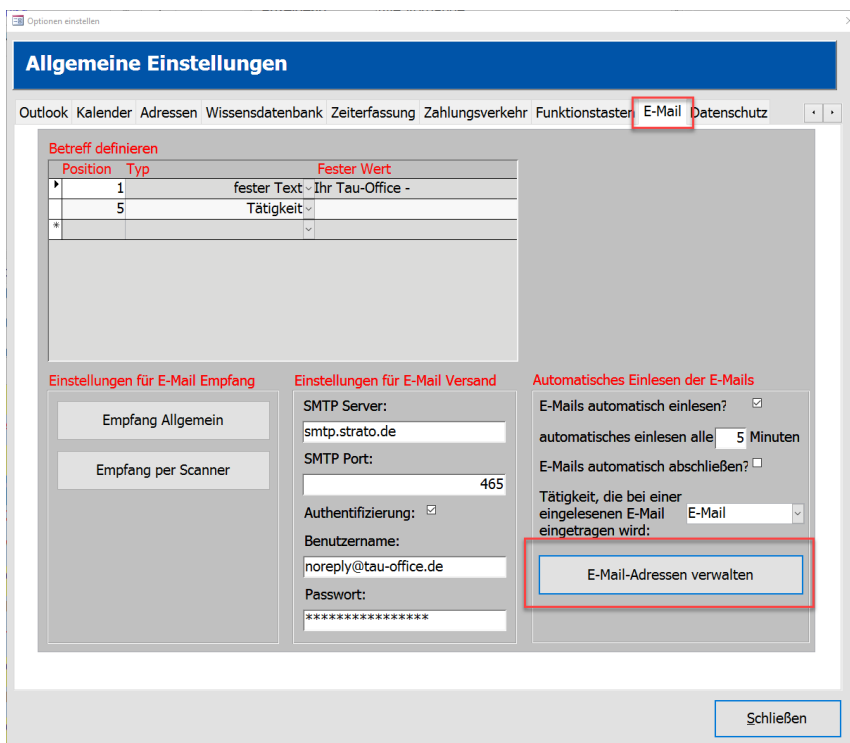 Optionen einstellen
Allgemeine Einstellungen
Outlook Kalender Adressen Wissensdatenbank Zeiterfassung Zahlungsverkehr Funktionstasten E-Mail Datenschutz
Betreff definieren
Position Typ Fester Wert
1 fester Text Ihr Tau-Office -
5 Tätigkeit
*
Einstellungen für E-Mail Empfang
Empfang Allgemein
Empfang per Scanner
Einstellungen für E-Mail Versand
SMTP Server:
smtp.strato.de
SMTP Port:
465
Authentifizierung:
Benutzername:
noreply@tau-office.de
Passwort:
****************
Automatisches Einlesen der E-Mails
E-Mails automatisch einlesen?
automatisches einlesen alle 5 Minuten
E-Mails automatisch abschließen?
Tätigkeit, die bei einer
eingelesenen E-Mail E-Mail
eingetragen wird:
E-Mail-Adressen verwalten
Schließen